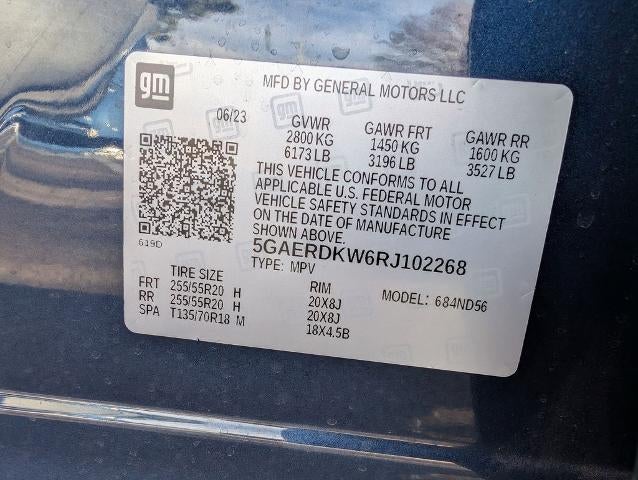 gm
MFD BY GENERAL MOTORS LLC
06/23 GVWR GAWR FRT GAWR RR
2800 KG 1450 KG 1600 KG
6173 LB 3196 LB 3527 LB
THIS VEHICLE CONFORMS TO ALL
APPLICABLE U.S. FEDERAL MOTOR
VEHICLE SAFETY STANDARDS IN EFFECT
ON THE DATE OF MANUFACTURE
SHOWN ABOVE.
619D
5GAERDKW6RJ102268
TYPE: MPV
TIRE SIZE RIM MODEL: 684ND56
FRT 255/55R20 H 20X8J
RR 255/55R20 H 20X8J
SPA T135/70R18 M 18X4.5B